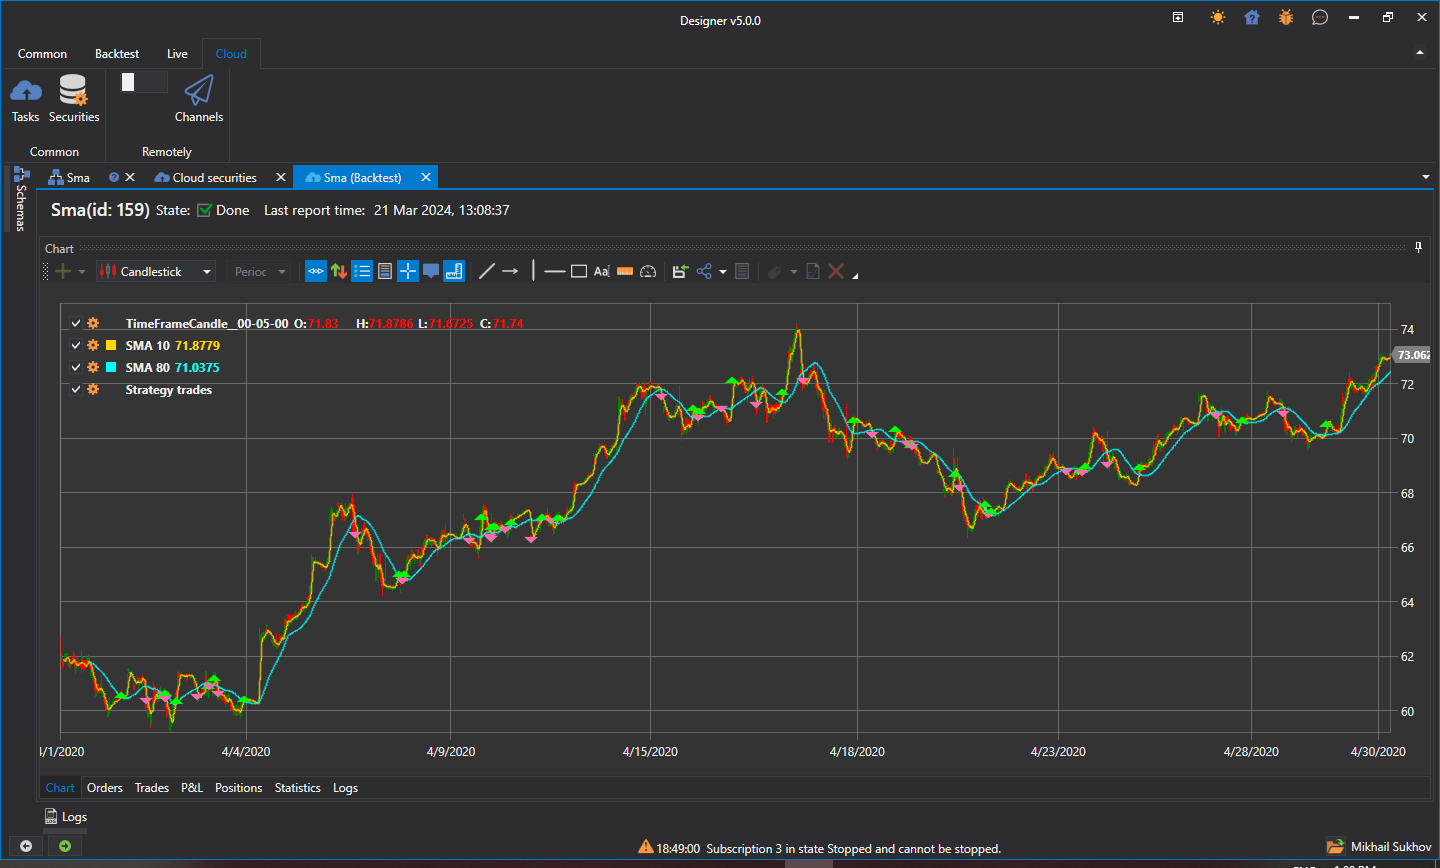 Designer v5.0.0
Common Backtest Live Cloud
Tasks Securities Channels
Common Remotely
Schemas
Sma Cloud securities Sma (Backtest)
Sma(id: 159) State: Done Last report time: 21 Mar 2024, 13:08:37
Chart
Candlestick Perioc Aa
TimeFrameCandle_00-05-00 O:71.83 H:71.8786 L:71.6725 C:71.74
SMA 10 71.8779
SMA 80 71.0375
Strategy trades
74
73.062
72
70
68
66
64
62
60
4/1/2020 4/4/2020 4/9/2020 4/15/2020 4/18/2020 4/23/2020 4/28/2020 4/30/2020
Chart Orders Trades P&L Positions Statistics Logs
Logs
18:49:00 Subscription 3 in state Stopped and cannot be stopped.
Mikhail Sukhov